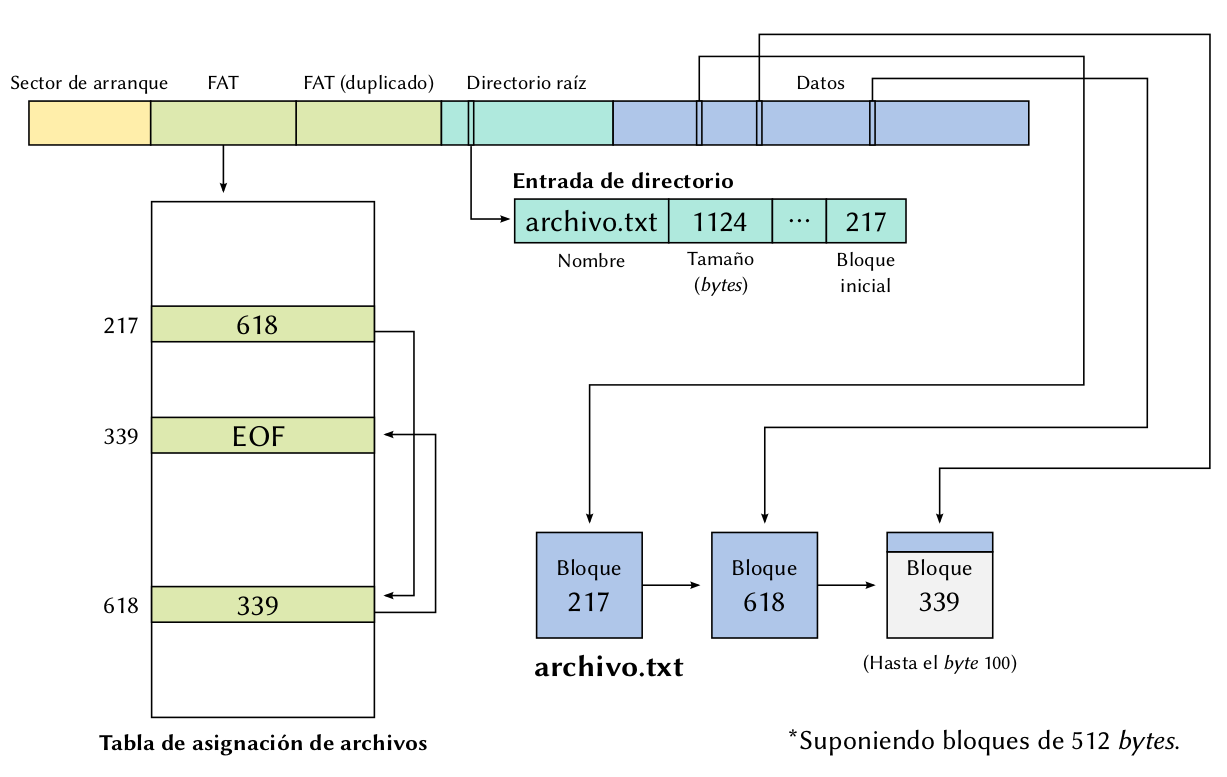 Sector de arranque
FAT
FAT (duplicado)
Directorio raíz
Datos
Entrada de directorio
archivo.txt
1124
...
217
Nombre
Tamaño
(bytes)
Bloque
inicial
217
618
339
EOF
618
339
Tabla de asignación de archivos
Bloque
217
Bloque
618
Bloque
339
archivo.txt
(Hasta el byte 100)
*Suponiendo bloques de 512 bytes.